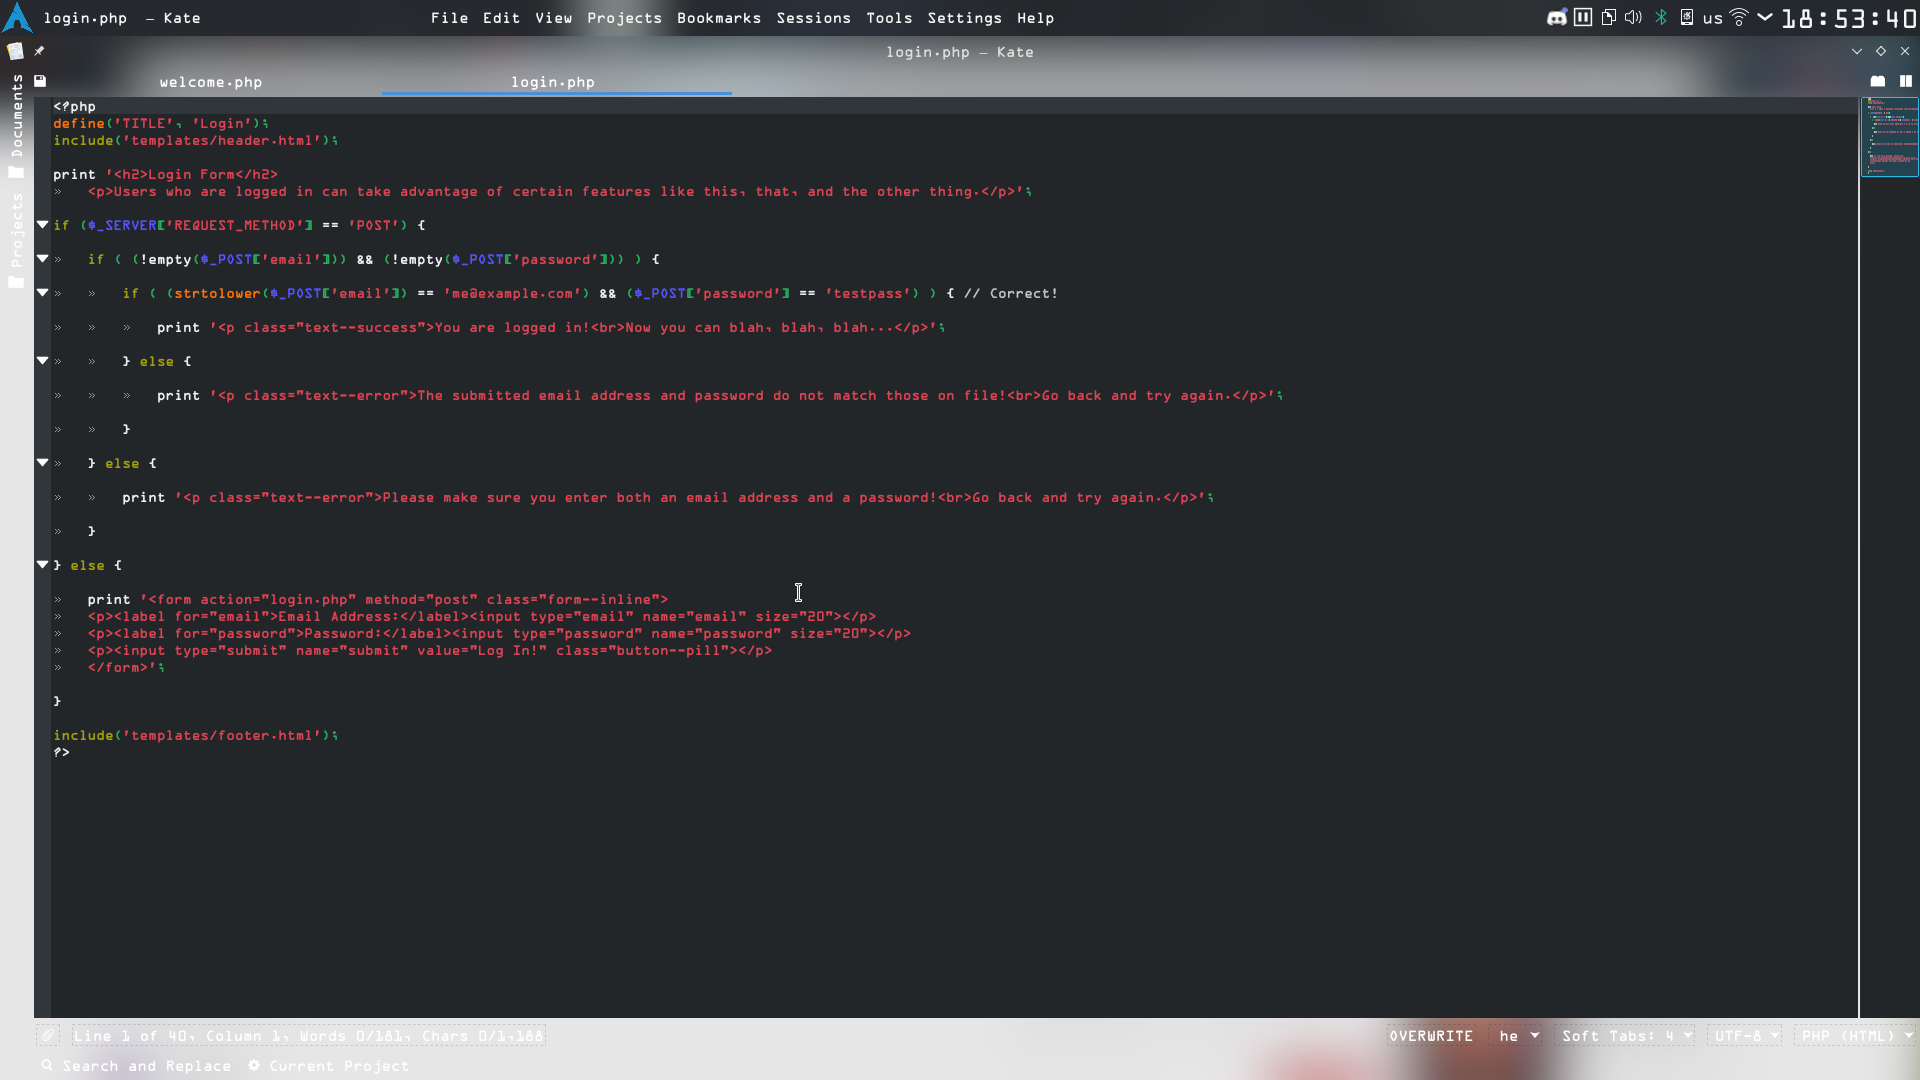 login.php — Kate
File Edit View Projects Bookmarks Sessions Tools Settings Help
us
18:53:40
login.php — Kate
Documents
Projects
welcome.php
login.php
<?php
define('TITLE', 'Login');
include('templates/header.html');
print '<h2>Login Form</h2>
» <p>Users who are logged in can take advantage of certain features like this, that, and the other thing.</p>';
if ($_SERVER['REQUEST_METHOD'] == 'POST') {
» if ( (!empty($_POST['email'])) && (!empty($_POST['password'])) ) {
» » if ( (strtolower($_POST['email']) == 'me@example.com') && ($_POST['password'] == 'testpass') ) { // Correct!
» » » print '<p class="text--success">You are logged in!<br>Now you can blah, blah, blah...</p>';
» » } else {
» » » print '<p class="text--error">The submitted email address and password do not match those on file!<br>Go back and try again.</p>';
» » }
» } else {
» » print '<p class="text--error">Please make sure you enter both an email address and a password!<br>Go back and try again.</p>';
» }
} else {
» print '<form action="login.php" method="post" class="form--inline">
» <p><label for="email">Email Address:</label><input type="email" name="email" size="20"></p>
» <p><label for="password">Password:</label><input type="password" name="password" size="20"></p>
» <p><input type="submit" name="submit" value="Log In!" class="button--pill"></p>
» </form>';
}
include('templates/footer.html');
?>
Line 1 of 40, Column 1, Words 0/181, Chars 0/1,188
OVERWRITE
he
Soft Tabs: 4
UTF-8
PHP (HTML)
Search and Replace
Current Project